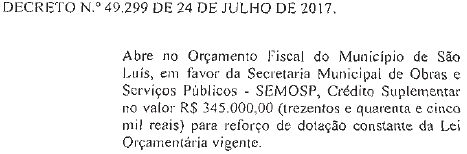 DECRETO N.º 49.299 DE 24 DE JULHO DE 2017.
Abre no Orçamento Fiscal do Município de São
Luís, em favor da Secretaria Municipal de Obras e
Serviços Públicos - SEMOSP, Crédito Suplementar
no valor R$ 345.000,00 (trezentos e quarenta e cinco
mil reais) para reforço de dotação constante da Lei
Orçamentária vigente.